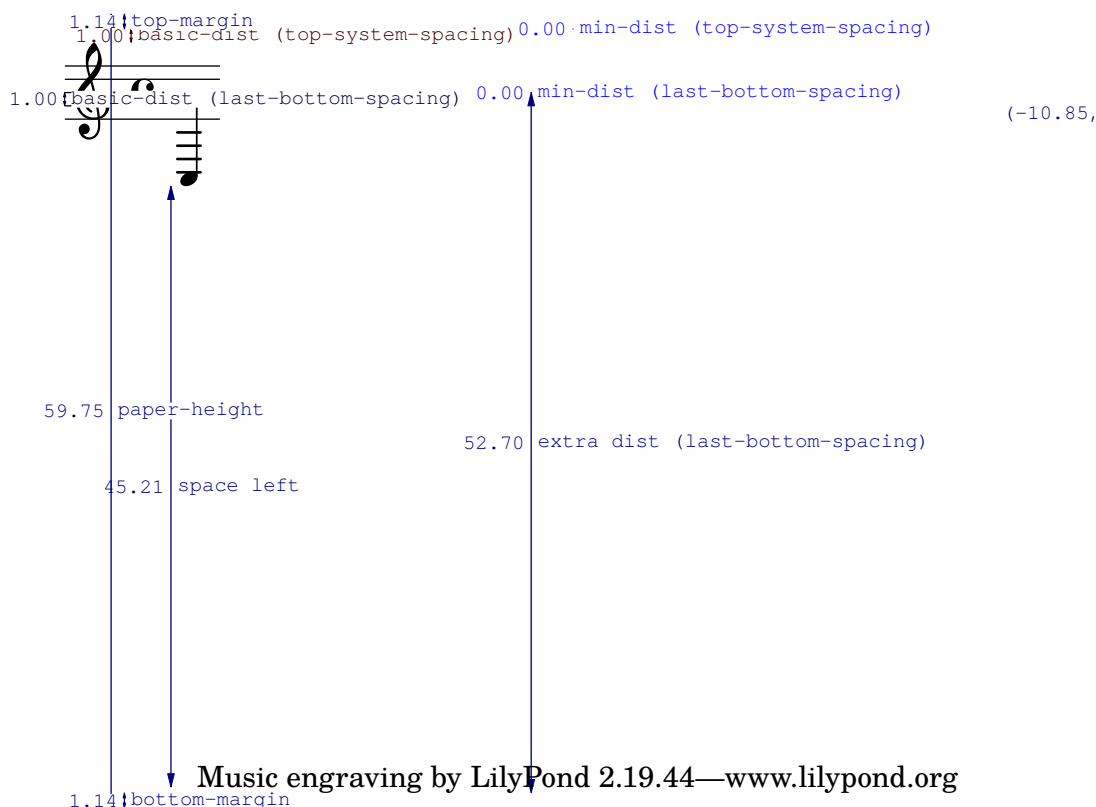 1.14 top-margin
1.00 basic-dist (top-system-spacing) 0.00 min-dist (top-system-spacing)
1.00 basic-dist (last-bottom-spacing) 0.00 min-dist (last-bottom-spacing)
(-10.85,
59.75 paper-height
52.70 extra dist (last-bottom-spacing)
45.21 space left
Music engraving by LilyPond 2.19.44—www.lilypond.org
1.14 bottom-margin